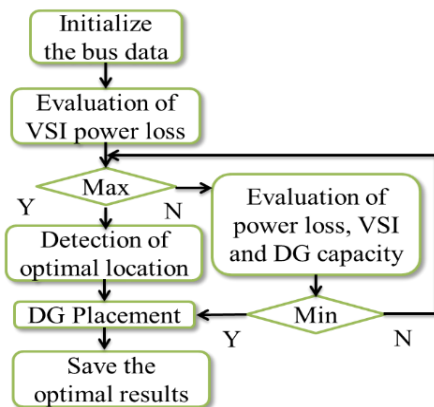 Initialize
the bus data
Evaluation of
VSI power loss
Max
Y
N
Evaluation of
power loss, VSI
and DG capacity
Detection of
optimal location
DG Placement
Min
Y
N
Save the
optimal results